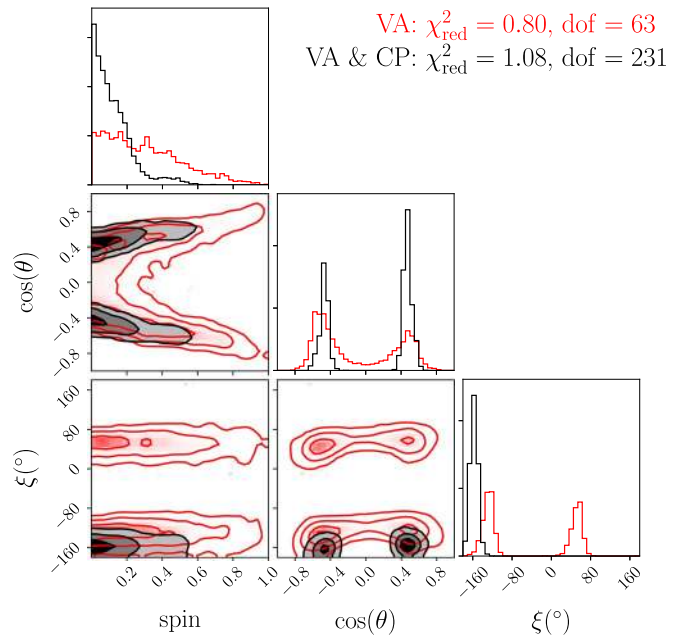 VA: χ²red = 0.80, dof = 63
VA & CP: χ²red = 1.08, dof = 231
cos(θ)
0.8
0.4
0.0
−0.4
−0.8
ξ(°)
160
80
0
−80
−160
0.2 0.4 0.6 0.8 1.0
−0.8 −0.4 0.0 0.4 0.8
−160 −80 0 80 160
spin cos(θ) ξ(°)